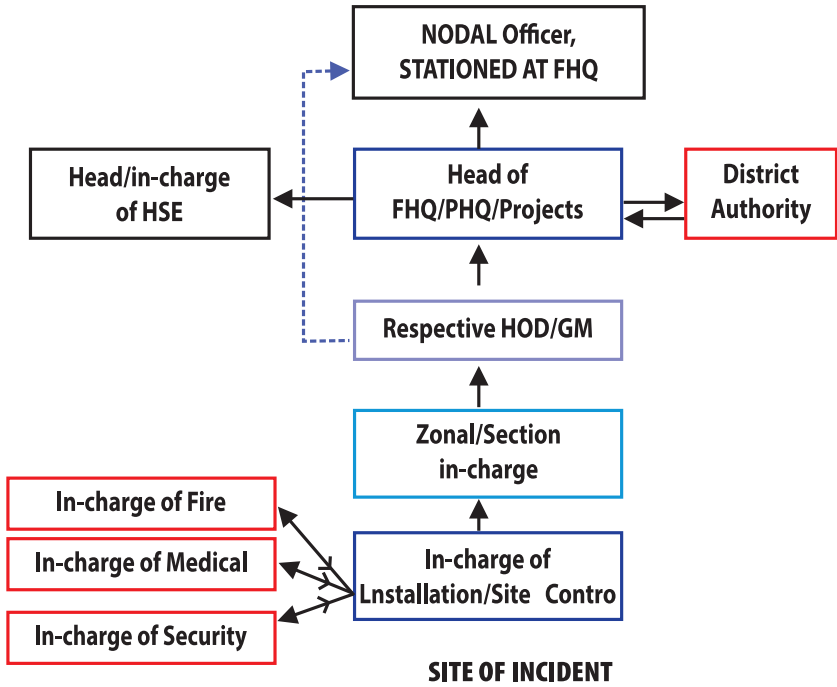 NODAL Officer,
STATIONED AT FHQ
Head/in-charge
of HSE
Head of
FHQ/PHQ/Projects
District
Authority
Respective HOD/GM
Zonal/Section
in-charge
In-charge of Fire
In-charge of Medical
In-charge of Security
In-charge of
Lnstallation/Site Contro
SITE OF INCIDENT